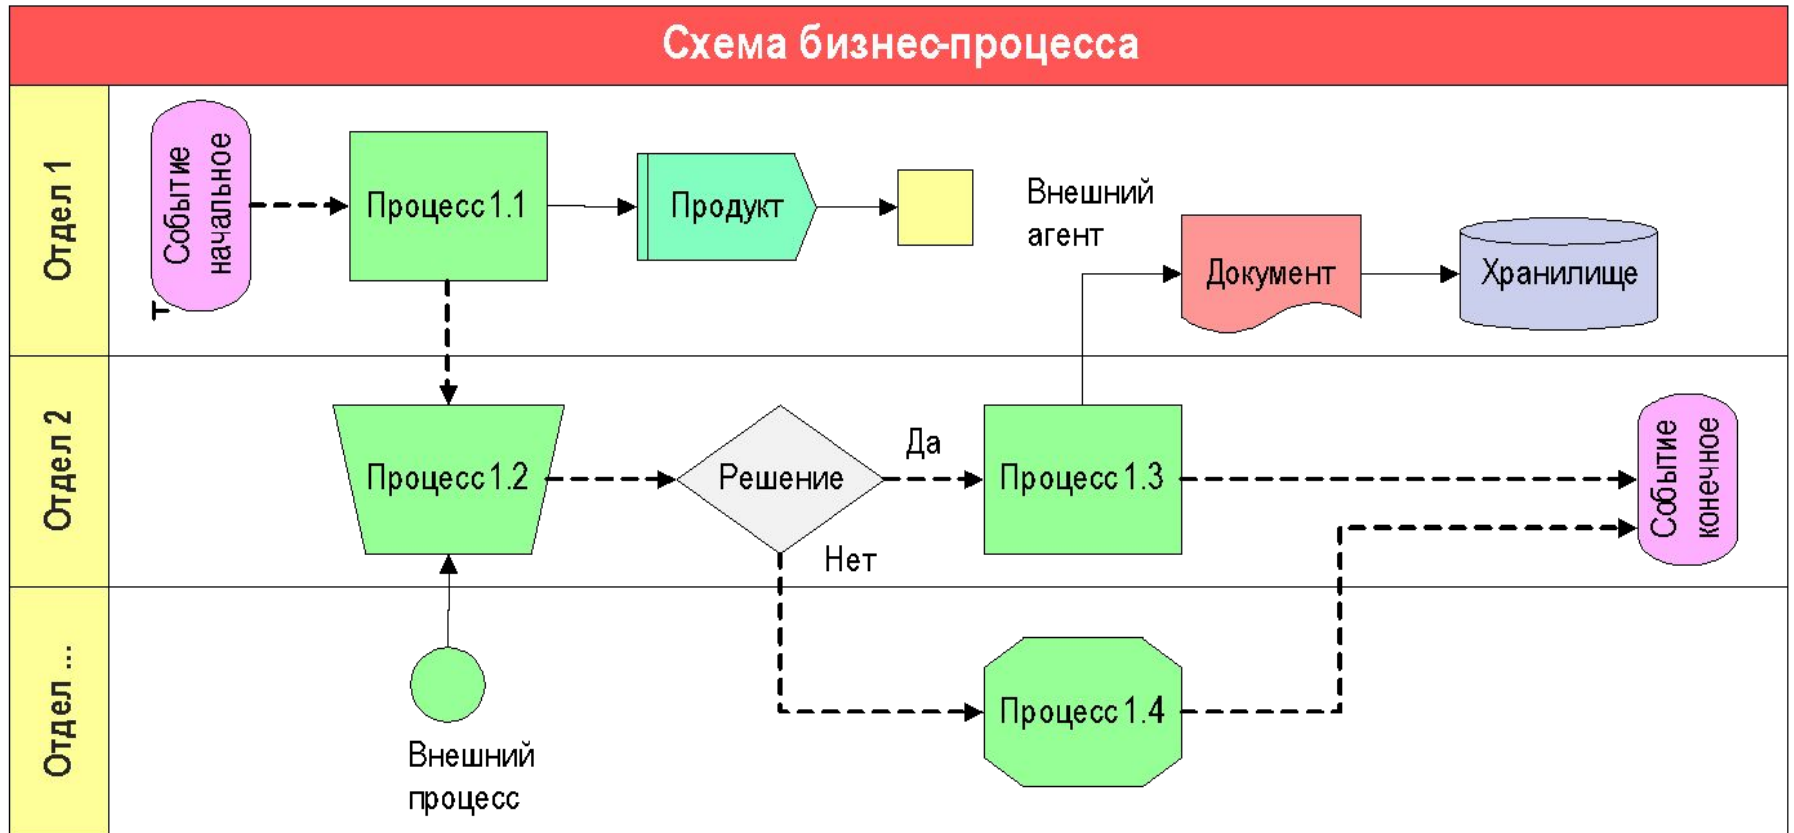 Схема бизнес-процесса
Отдел 1
Событие
начальное
т
Процесс 1.1
Продукт
Внешний
агент
Документ
Хранилище
Отдел 2
Процесс 1.2
Решение
Да
Нет
Процесс 1.3
Событие
конечное
Отдел ...
Внешний
процесс
Процесс 1.4